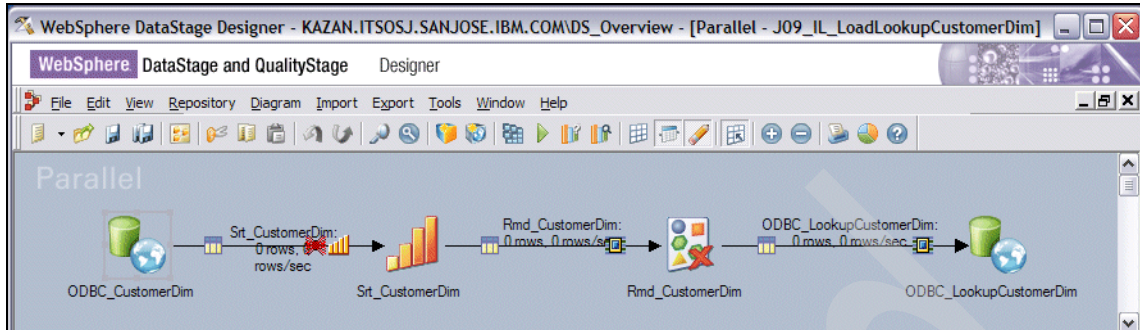 WebSphere DataStage Designer - KAZAN.ITSOSJ.SANJOSE.IBM.COM\DS_Overview - [Parallel - J09_IL_LoadLookupCustomerDim]
WebSphere DataStage and QualityStage Designer
File Edit View Repository Diagram Import Export Tools Window Help
Parallel
Srt_CustomerDim:
0 rows, 0
rows/sec
Rmd_CustomerDim:
0 rows, 0 rows/sec
ODBC_LookupCustomerDim:
0 rows, 0 rows/sec
ODBC_CustomerDim
Srt_CustomerDim
Rmd_CustomerDim
ODBC_LookupCustomerDim